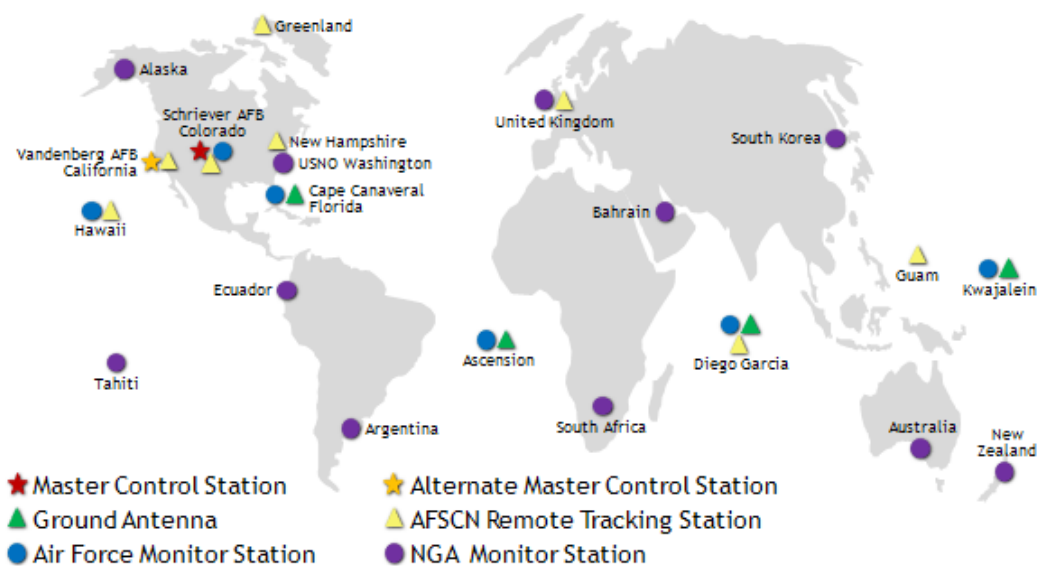 Greenland
Alaska
Schriever AFB
Colorado
New Hampshire
Vandenberg AFB
California
USNO Washington
Cape Canaveral
Florida
Hawaii
United Kingdom
South Korea
Bahrain
Guam
Kwajalein
Ecuador
Ascension
Diego Garcia
Tahiti
Argentina
South Africa
Australia
New
Zealand
Master Control Station
Alternate Master Control Station
Ground Antenna
AFSCN Remote Tracking Station
Air Force Monitor Station
NGA Monitor Station